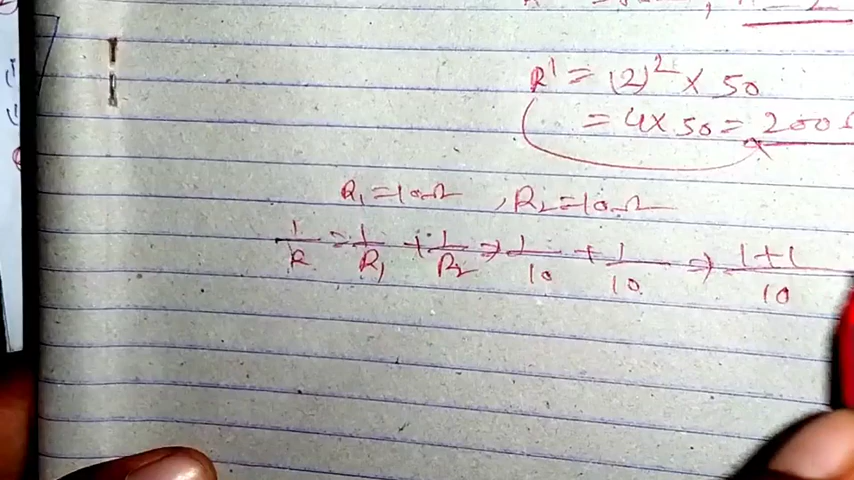 R' = (2)² × 50
= 4 × 50 = 200Ω
R₁ = 10Ω , R₂ = 10Ω
1/R = 1/R₁ + 1/R₂ ⇒ 1/10 + 1/10 ⇒ 1+1/10